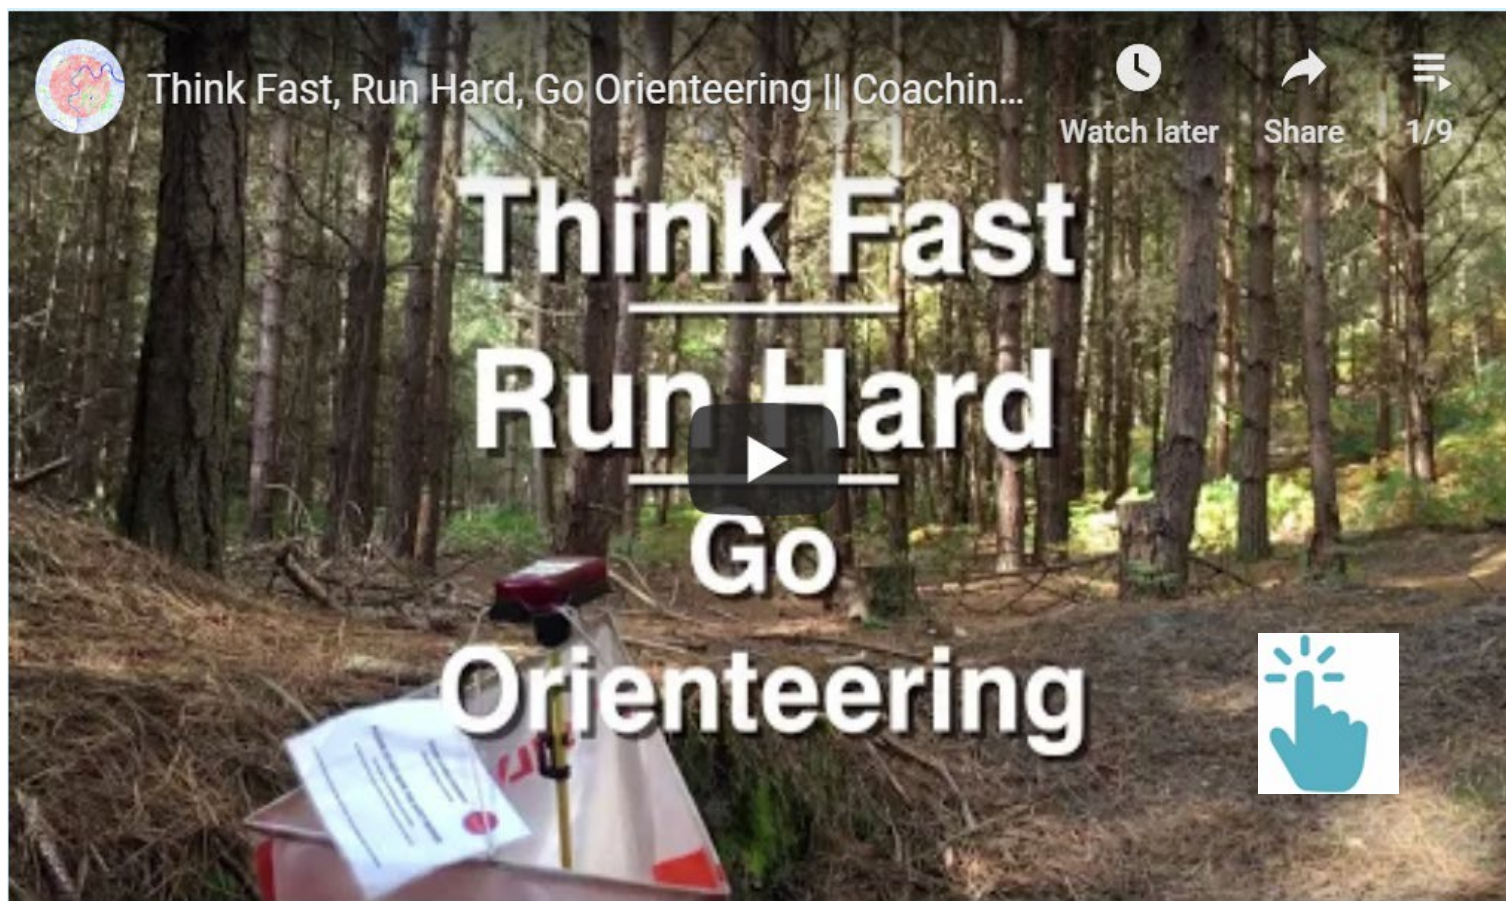 Think Fast, Run Hard, Go Orienteering || Coachin...
Watch later
Share
1/9
Think Fast
Run Hard
Go
Orienteering